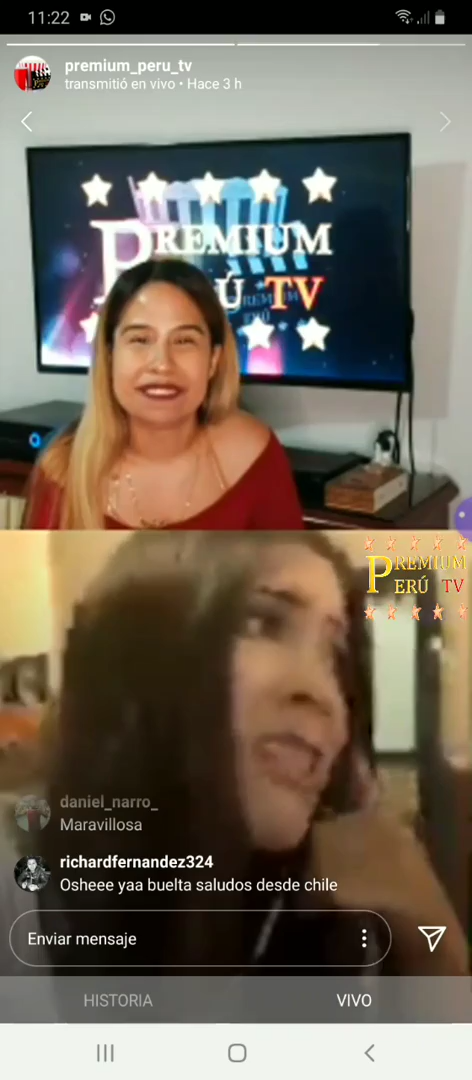 11:22
premium_peru_tv
transmitió en vivo • Hace 3 h
PREMIUM
Ú TV
PREMIUM
PERÚ TV
daniel_narro_
Maravillosa
richardfernandez324
Osheee yaa buelta saludos desde chile
Enviar mensaje
HISTORIA
VIVO